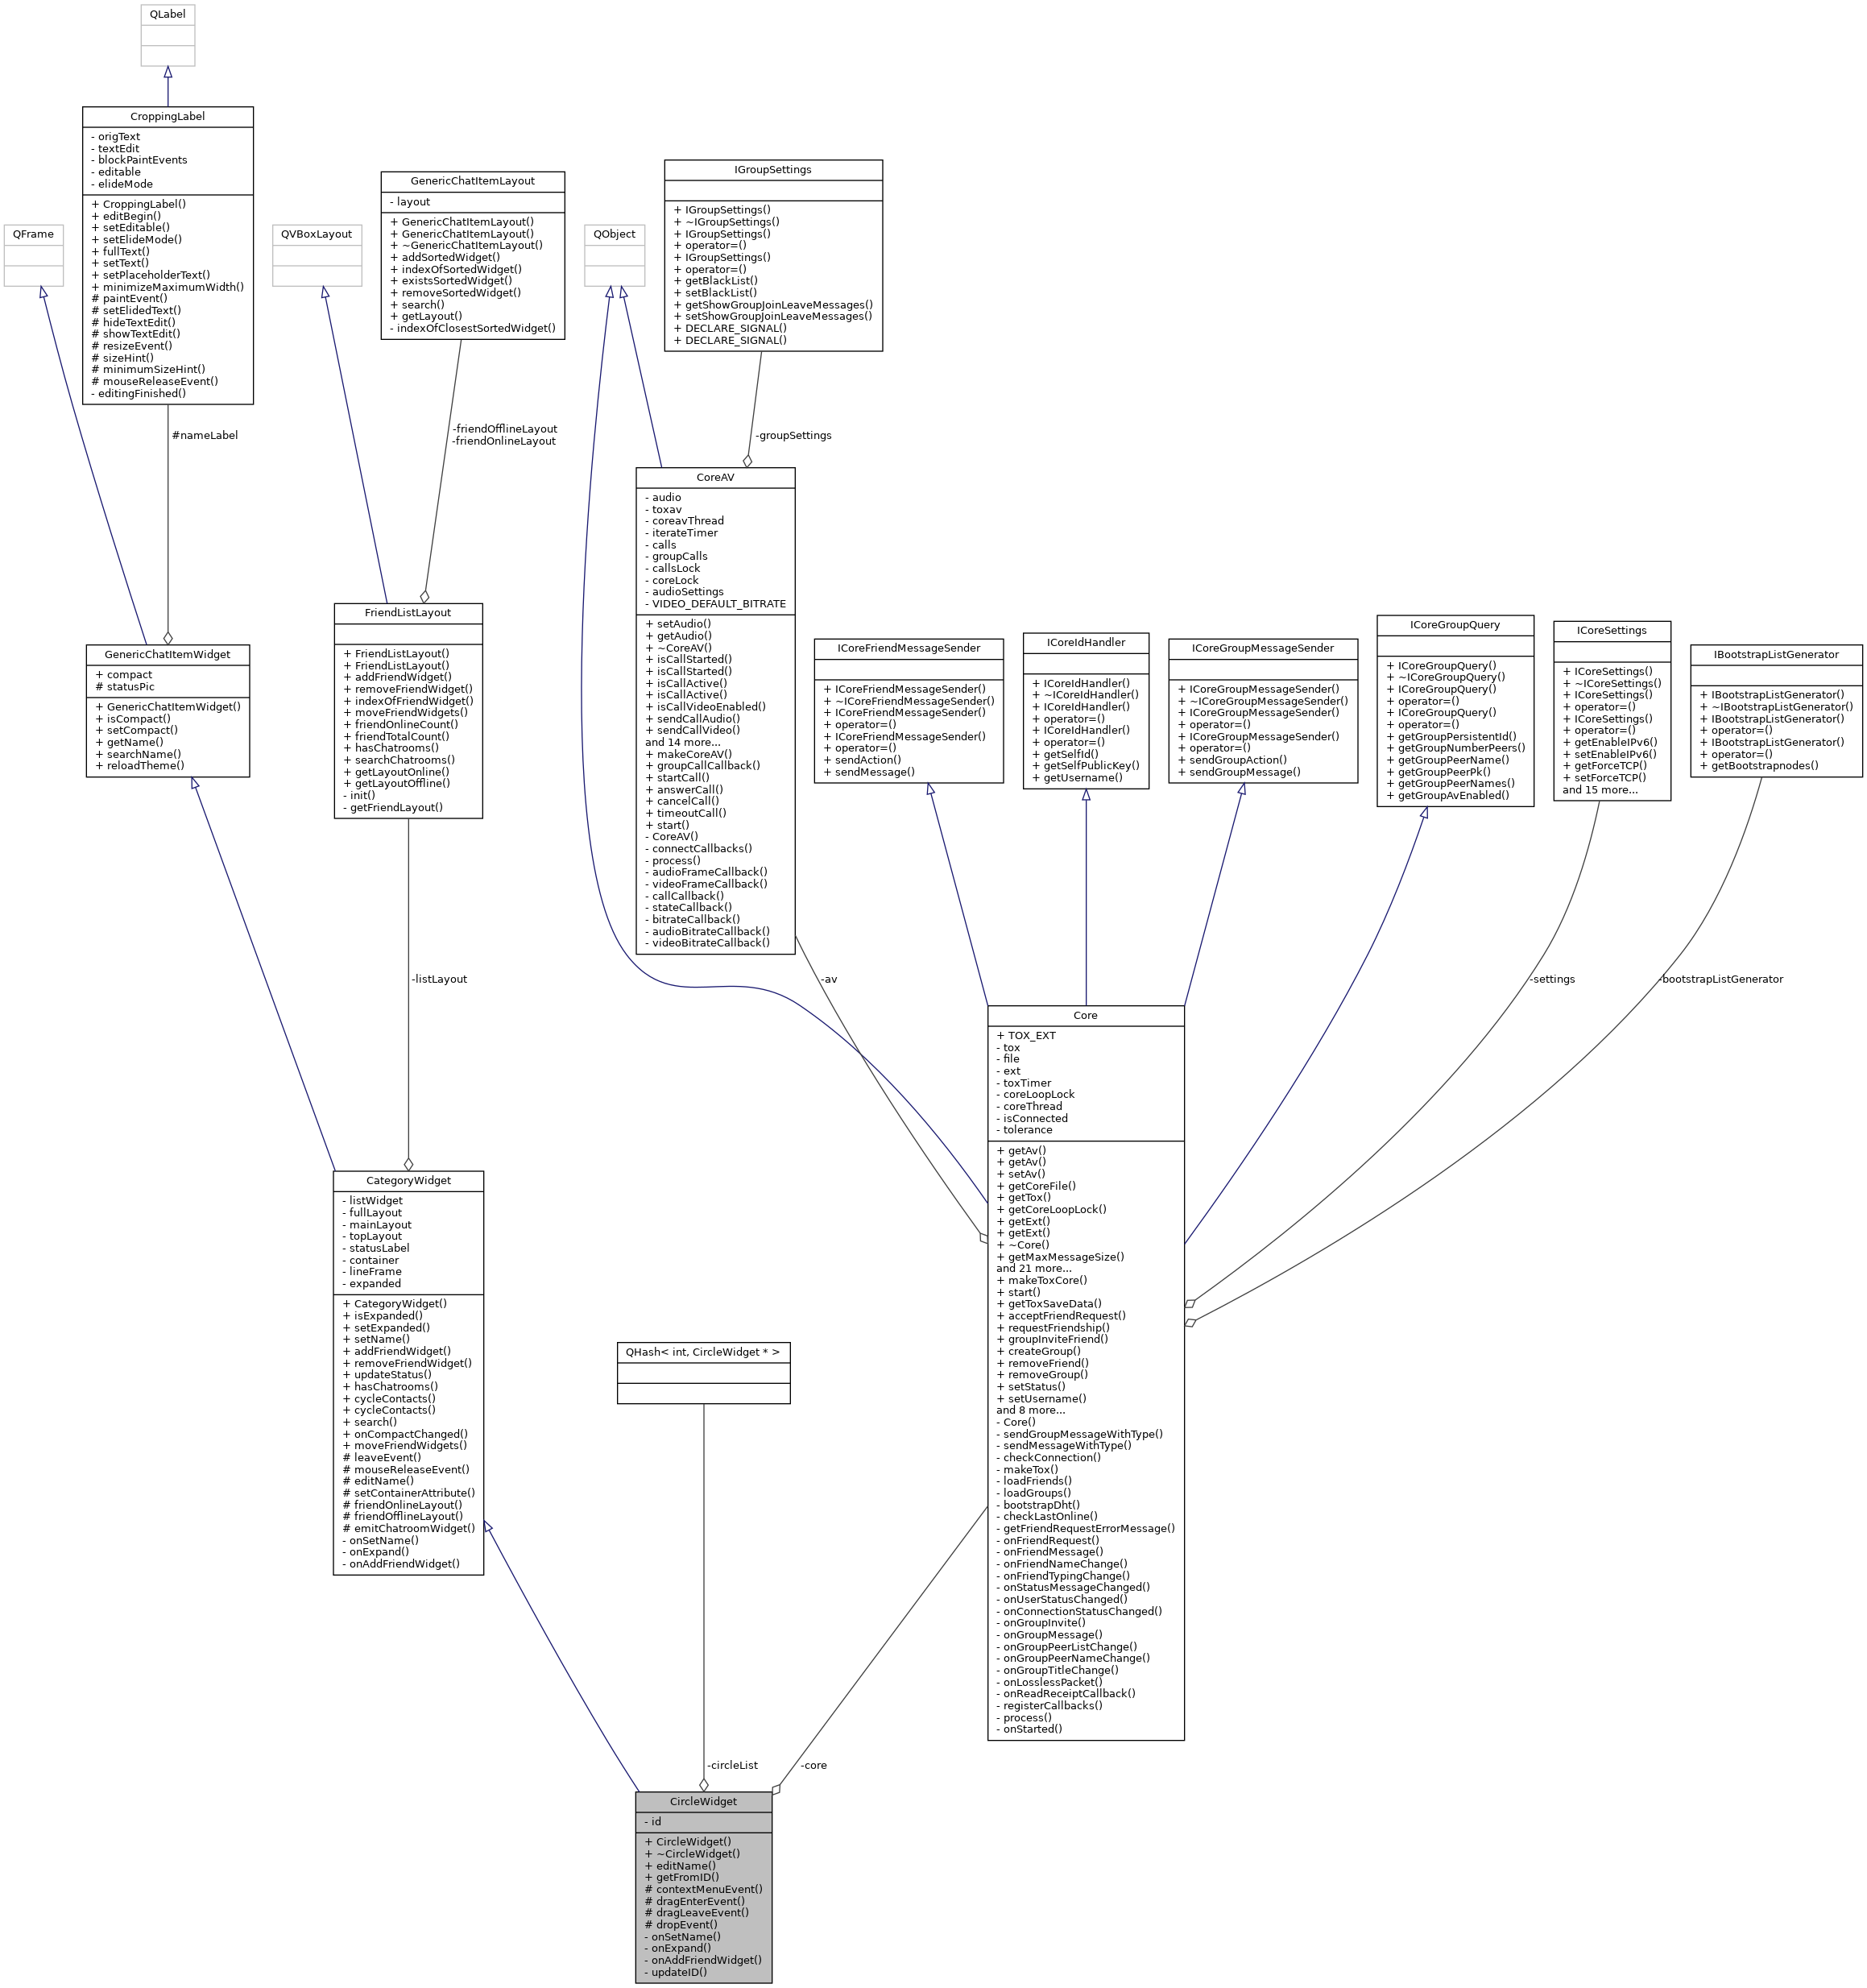 QLabel
CroppingLabel
- origText
- textEdit
- blockPaintEvents
- editable
- elideMode
+ CroppingLabel()
+ editBegin()
+ setEditable()
+ setElideMode()
+ fullText()
+ setText()
+ setPlaceholderText()
+ minimizeMaximumWidth()
# paintEvent()
# setElidedText()
# hideTextEdit()
# showTextEdit()
# resizeEvent()
# sizeHint()
# minimumSizeHint()
# mouseReleaseEvent()
- editingFinished()
QFrame
QVBoxLayout
GenericChatItemLayout
- layout
+ GenericChatItemLayout()
+ GenericChatItemLayout()
+ ~GenericChatItemLayout()
+ addSortedWidget()
+ indexOfSortedWidget()
+ existsSortedWidget()
+ removeSortedWidget()
+ search()
+ getLayout()
- indexOfClosestSortedWidget()
QObject
IGroupSettings
+ IGroupSettings()
+ ~IGroupSettings()
+ IGroupSettings()
+ operator=()
+ IGroupSettings()
+ operator=()
+ getBlackList()
+ setBlackList()
+ getShowGroupJoinLeaveMessages()
+ setShowGroupJoinLeaveMessages()
+ DECLARE_SIGNAL()
+ DECLARE_SIGNAL()
#nameLabel
-friendOfflineLayout
-friendOnlineLayout
-groupSettings
GenericChatItemWidget
+ compact
# statusPic
+ GenericChatItemWidget()
+ isCompact()
+ setCompact()
+ getName()
+ searchName()
+ reloadTheme()
FriendListLayout
+ FriendListLayout()
+ FriendListLayout()
+ addFriendWidget()
+ removeFriendWidget()
+ indexOfFriendWidget()
+ moveFriendWidgets()
+ friendOnlineCount()
+ friendTotalCount()
+ hasChatrooms()
+ searchChatrooms()
+ getLayoutOnline()
+ getLayoutOffline()
- init()
- getFriendLayout()
CoreAV
- audio
- toxav
- coreavThread
- iterateTimer
- calls
- groupCalls
- callsLock
- coreLock
- audioSettings
- VIDEO_DEFAULT_BITRATE
+ setAudio()
+ getAudio()
+ ~CoreAV()
+ isCallStarted()
+ isCallStarted()
+ isCallActive()
+ isCallActive()
+ isCallVideoEnabled()
+ sendCallAudio()
+ sendCallVideo()
and 14 more...
+ makeCoreAV()
+ groupCallCallback()
+ startCall()
+ answerCall()
+ cancelCall()
+ timeoutCall()
+ start()
- CoreAV()
- connectCallbacks()
- process()
- audioFrameCallback()
- videoFrameCallback()
- callCallback()
- stateCallback()
- bitrateCallback()
- audioBitrateCallback()
- videoBitrateCallback()
ICoreFriendMessageSender
+ ICoreFriendMessageSender()
+ ~ICoreFriendMessageSender()
+ ICoreFriendMessageSender()
+ operator=()
+ ICoreFriendMessageSender()
+ operator=()
+ sendAction()
+ sendMessage()
ICoreIdHandler
+ ICoreIdHandler()
+ ~ICoreIdHandler()
+ ICoreIdHandler()
+ operator=()
+ ICoreIdHandler()
+ operator=()
+ getSelfId()
+ getSelfPublicKey()
+ getUsername()
ICoreGroupMessageSender
+ ICoreGroupMessageSender()
+ ~ICoreGroupMessageSender()
+ ICoreGroupMessageSender()
+ operator=()
+ ICoreGroupMessageSender()
+ operator=()
+ sendGroupAction()
+ sendGroupMessage()
ICoreGroupQuery
+ ICoreGroupQuery()
+ ~ICoreGroupQuery()
+ ICoreGroupQuery()
+ operator=()
+ ICoreGroupQuery()
+ operator=()
+ getGroupPersistentId()
+ getGroupNumberPeers()
+ getGroupPeerName()
+ getGroupPeerPk()
+ getGroupPeerNames()
+ getGroupAvEnabled()
ICoreSettings
+ ICoreSettings()
+ ~ICoreSettings()
+ ICoreSettings()
+ operator=()
+ ICoreSettings()
+ operator=()
+ getEnableIPv6()
+ setEnableIPv6()
+ getForceTCP()
+ setForceTCP()
and 15 more...
IBootstrapListGenerator
+ IBootstrapListGenerator()
+ ~IBootstrapListGenerator()
+ IBootstrapListGenerator()
+ operator=()
+ IBootstrapListGenerator()
+ operator=()
+ getBootstrapnodes()
-listLayout
-av
-settings
-bootstrapListGenerator
CategoryWidget
- listWidget
- fullLayout
- mainLayout
- topLayout
- statusLabel
- container
- lineFrame
- expanded
+ CategoryWidget()
+ isExpanded()
+ setExpanded()
+ setName()
+ addFriendWidget()
+ removeFriendWidget()
+ updateStatus()
+ hasChatrooms()
+ cycleContacts()
+ cycleContacts()
+ search()
+ onCompactChanged()
+ moveFriendWidgets()
# leaveEvent()
# mouseReleaseEvent()
# editName()
# setContainerAttribute()
# friendOnlineLayout()
# friendOfflineLayout()
# emitChatroomWidget()
- onSetName()
- onExpand()
- onAddFriendWidget()
QHash< int, CircleWidget * >
Core
+ TOX_EXT
- tox
- file
- ext
- toxTimer
- coreLoopLock
- coreThread
- isConnected
- tolerance
+ getAv()
+ getAv()
+ setAv()
+ getCoreFile()
+ getTox()
+ getCoreLoopLock()
+ getExt()
+ getExt()
+ ~Core()
+ getMaxMessageSize()
and 21 more...
+ makeToxCore()
+ start()
+ getToxSaveData()
+ acceptFriendRequest()
+ requestFriendship()
+ groupInviteFriend()
+ createGroup()
+ removeFriend()
+ removeGroup()
+ setStatus()
+ setUsername()
and 8 more...
- Core()
- sendGroupMessageWithType()
- sendMessageWithType()
- checkConnection()
- makeTox()
- loadFriends()
- loadGroups()
- bootstrapDht()
- checkLastOnline()
- getFriendRequestErrorMessage()
- onFriendRequest()
- onFriendMessage()
- onFriendNameChange()
- onFriendTypingChange()
- onStatusMessageChanged()
- onUserStatusChanged()
- onConnectionStatusChanged()
- onGroupInvite()
- onGroupMessage()
- onGroupPeerListChange()
- onGroupPeerNameChange()
- onGroupTitleChange()
- onLosslessPacket()
- onReadReceiptCallback()
- registerCallbacks()
- process()
- onStarted()
-circleList
-core
CircleWidget
- id
+ CircleWidget()
+ ~CircleWidget()
+ editName()
+ getFromID()
# contextMenuEvent()
# dragEnterEvent()
# dragLeaveEvent()
# dropEvent()
- onSetName()
- onExpand()
- onAddFriendWidget()
- updateID()